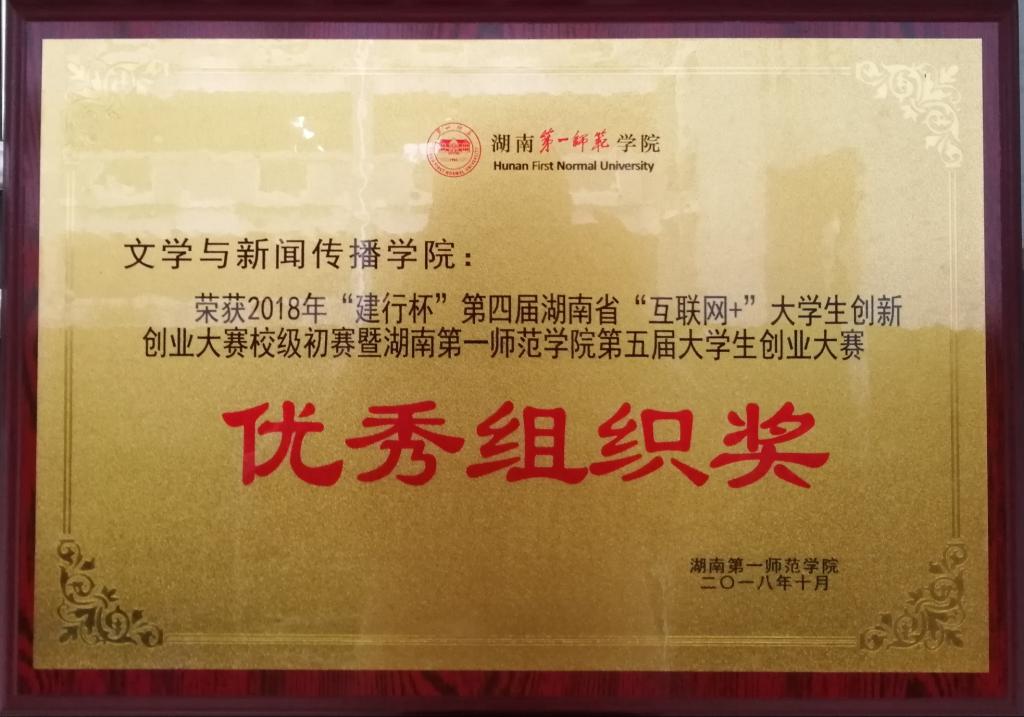 湖南第一师范学院
Hunan First Normal University
文学与新闻传播学院：
荣获2018年“建行杯”第四届湖南省“互联网+”大学生创新
创业大赛校级初赛暨湖南第一师范学院第五届大学生创业大赛
优秀组织奖
湖南第一师范学院
二〇一八年十月